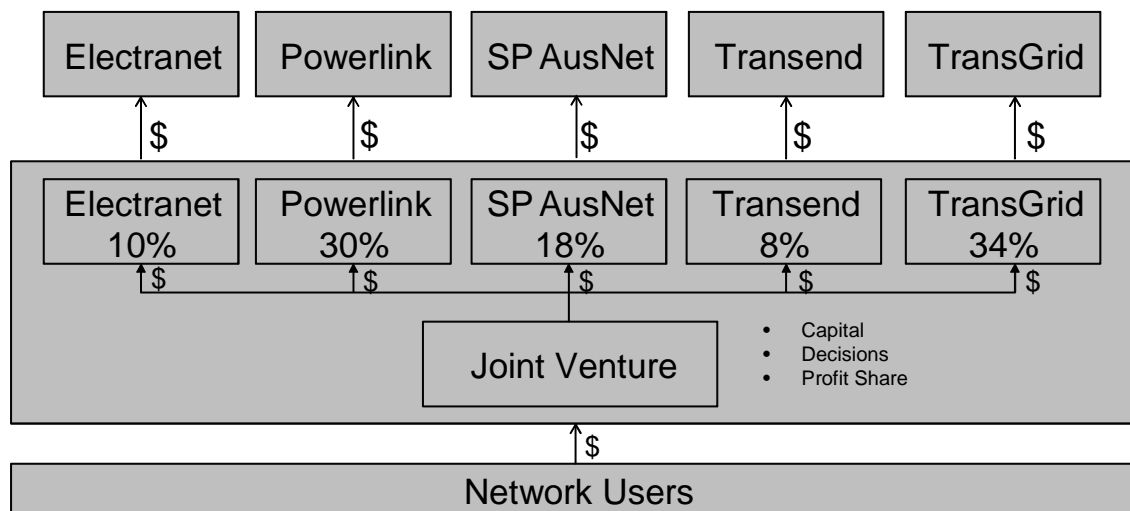 Electranet
Powerlink
SP AusNet
Transend
TransGrid
$
$
$
$
$
Electranet
10%
Powerlink
30%
SP AusNet
18%
Transend
8%
TransGrid
34%
$
$
$
$
$
Joint Venture
• Capital
• Decisions
• Profit Share
$
Network Users